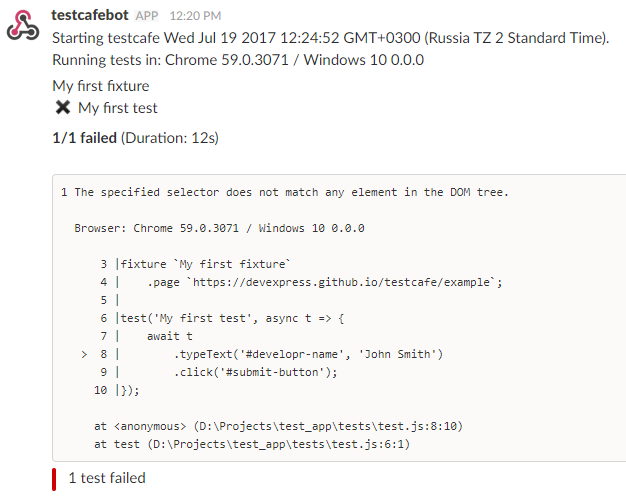 testcafebot APP 12:20 PM
Starting testcafe Wed Jul 19 2017 12:24:52 GMT+0300 (Russia TZ 2 Standard Time).
Running tests in: Chrome 59.0.3071 / Windows 10 0.0.0
My first fixture
✖ My first test
1/1 failed (Duration: 12s)
1 The specified selector does not match any element in the DOM tree.
Browser: Chrome 59.0.3071 / Windows 10 0.0.0
3 |fixture `My first fixture`
4 |    .page `https://devexpress.github.io/testcafe/example`;
5 |
6 |test('My first test', async t => {
7 |    await t
> 8 |        .typeText('#developr-name', 'John Smith')
9 |        .click('#submit-button');
10 |});
at <anonymous> (D:\Projects\test_app\tests\test.js:8:10)
at test (D:\Projects\test_app\tests\test.js:6:1)
1 test failed